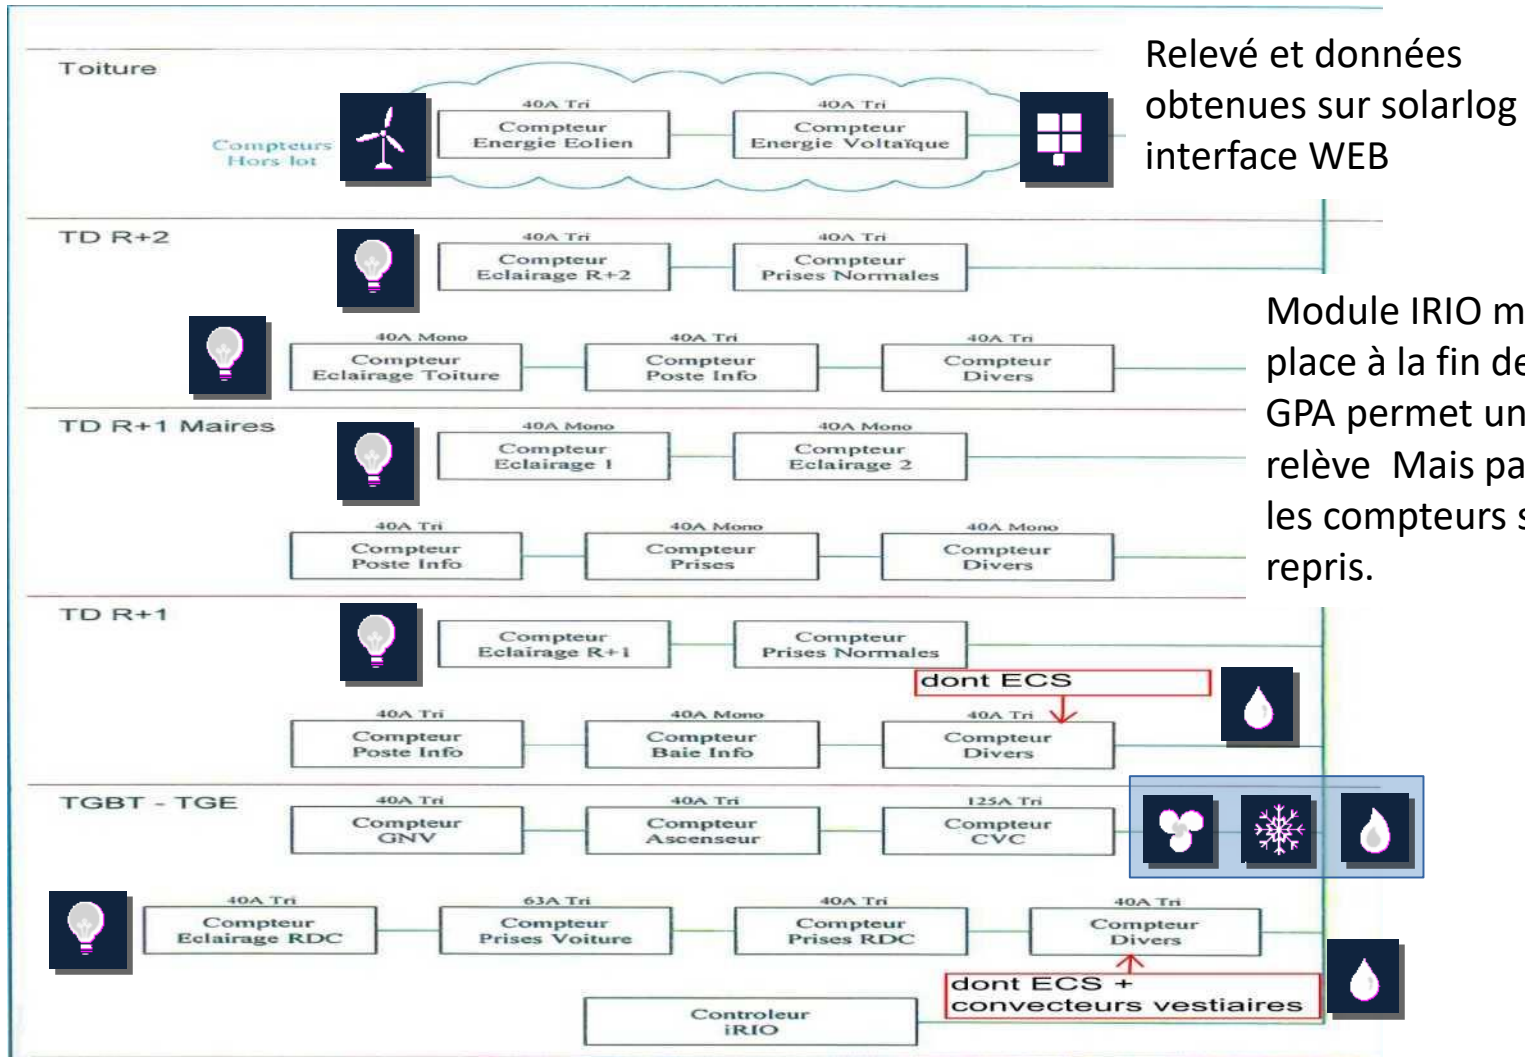 Toiture
Relevé et données
obtenues sur solarlog
interface WEB
Compteurs
Hors lot
40A Tri
Compteur
Energie Eolien
40A Tri
Compteur
Energie Voltaïque
TD R+2
40A Tri
Compteur
Eclairage R+2
40A Tri
Compteur
Prises Normales
40A Mono
Compteur
Eclairage Toiture
40A Tri
Compteur
Poste Info
40A Tri
Compteur
Divers
Module IRIO
place à la fin
GPA permet
relève Mais
les compteurs
repris.
TD R+1 Maires
40A Mono
Compteur
Eclairage 1
40A Mono
Compteur
Eclairage 2
40A Tri
Compteur
Poste Info
40A Mono
Compteur
Prises
40A Mono
Compteur
Divers
TD R+1
Compteur
Eclairage R+1
Compteur
Prises Normales
dont ECS
40A Tri
Compteur
Poste Info
40A Mono
Compteur
Baie Info
40A Tri
Compteur
Divers
TGBT - TGE
40A Tri
Compteur
GNV
40A Tri
Compteur
Ascenseur
125A Tri
Compteur
CVC
40A Tri
Compteur
Eclairage RDC
63A Tri
Compteur
Prises Voiture
40A Tri
Compteur
Prises RDC
40A Tri
Compteur
Divers
dont ECS +
convecteurs vestiaires
Controleur
iRIO